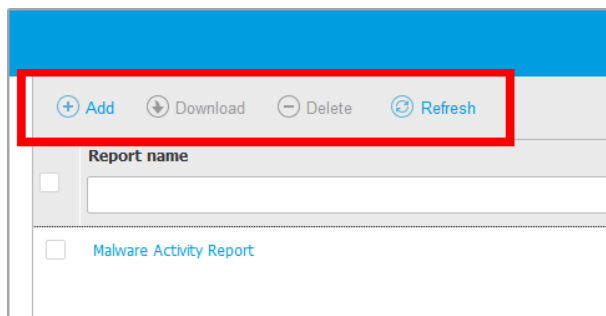 Add Download Delete Refresh
Report name
Malware Activity Report